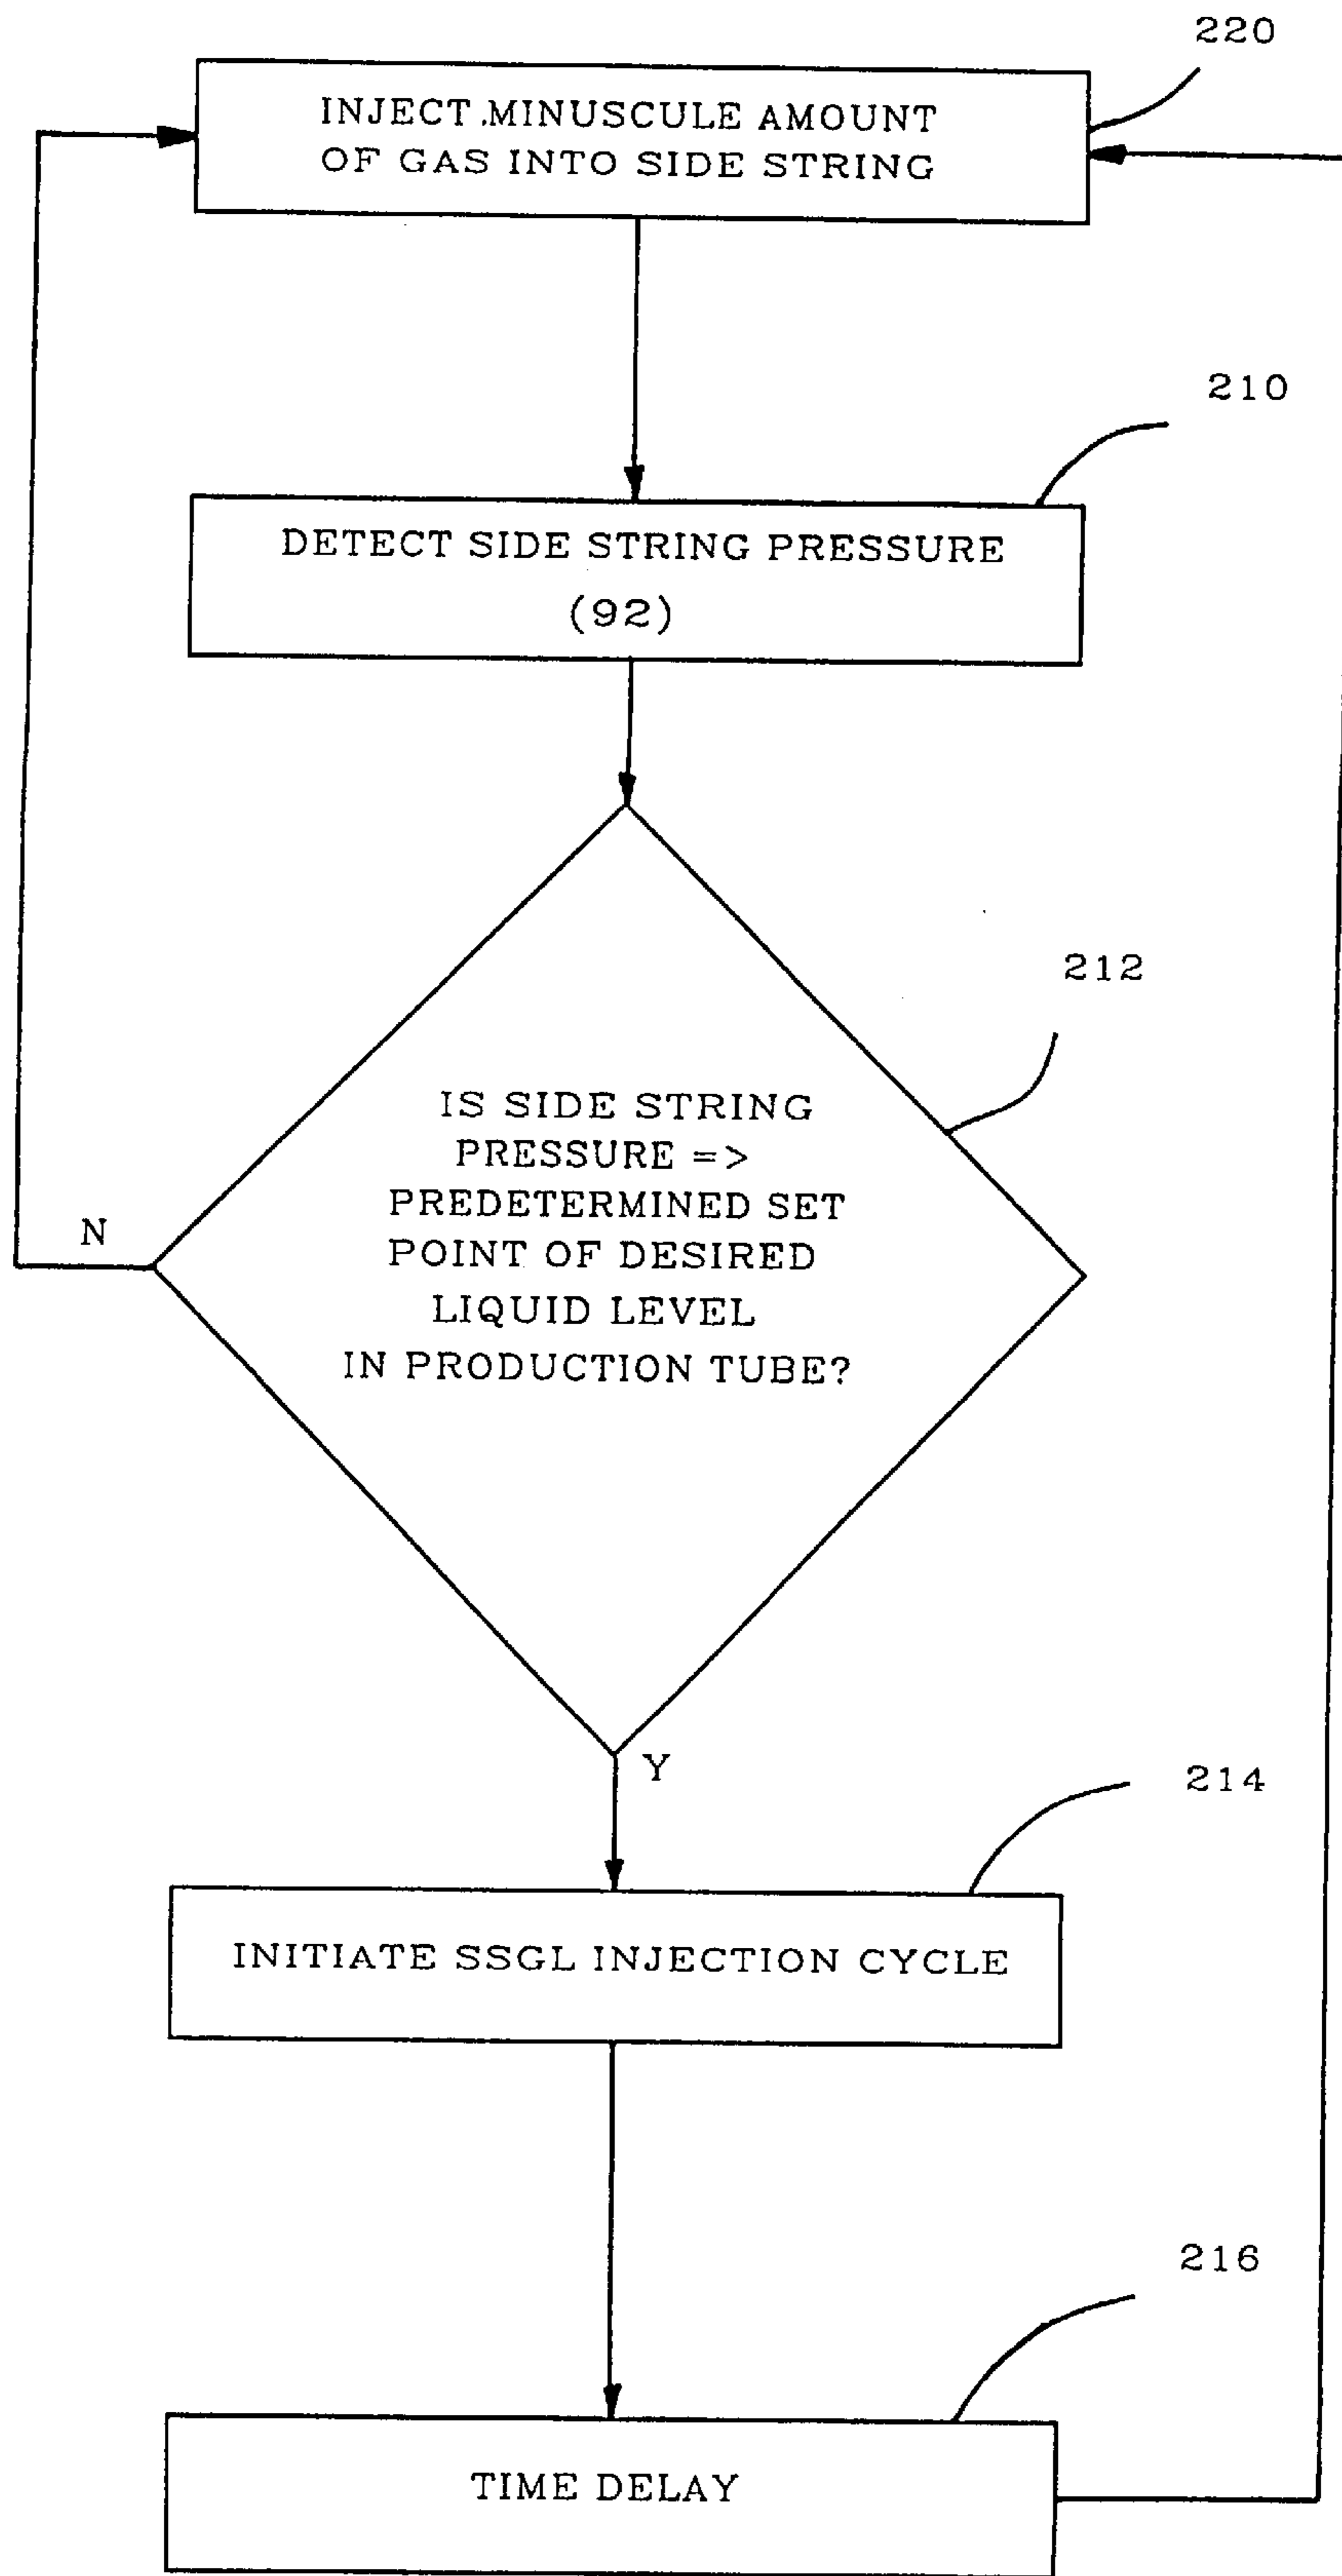 220
INJECT MINUSCULE AMOUNT
OF GAS INTO SIDE STRING
210
DETECT SIDE STRING PRESSURE
(92)
212
IS SIDE STRING
PRESSURE =>
PREDETERMINED SET
POINT OF DESIRED
LIQUID LEVEL
IN PRODUCTION TUBE?
N
Y
214
INITIATE SSGL INJECTION CYCLE
216
TIME DELAY